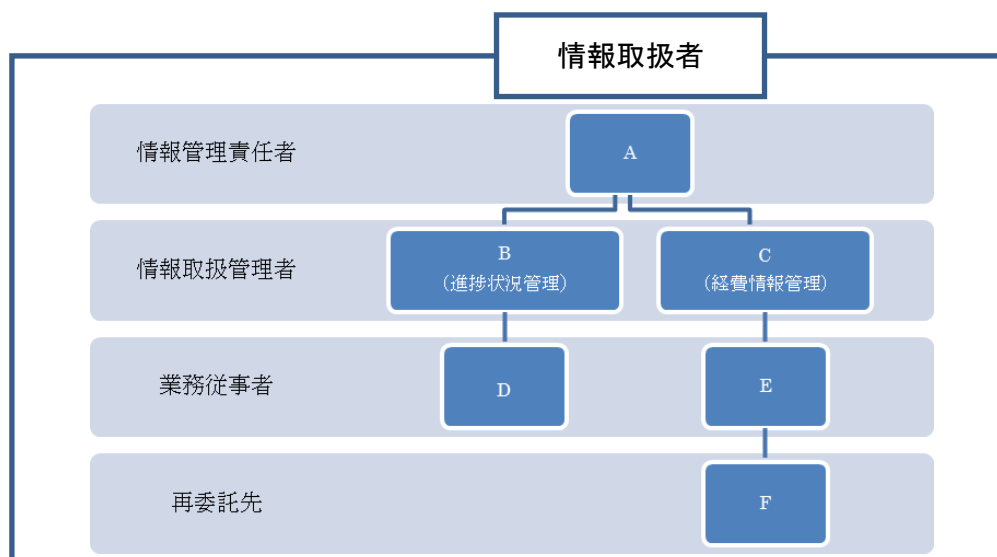 情報取扱者
情報管理責任者
A
情報取扱管理者
B
(進捗状況管理)
C
(経費情報管理)
業務従事者
D
E
再委託先
F